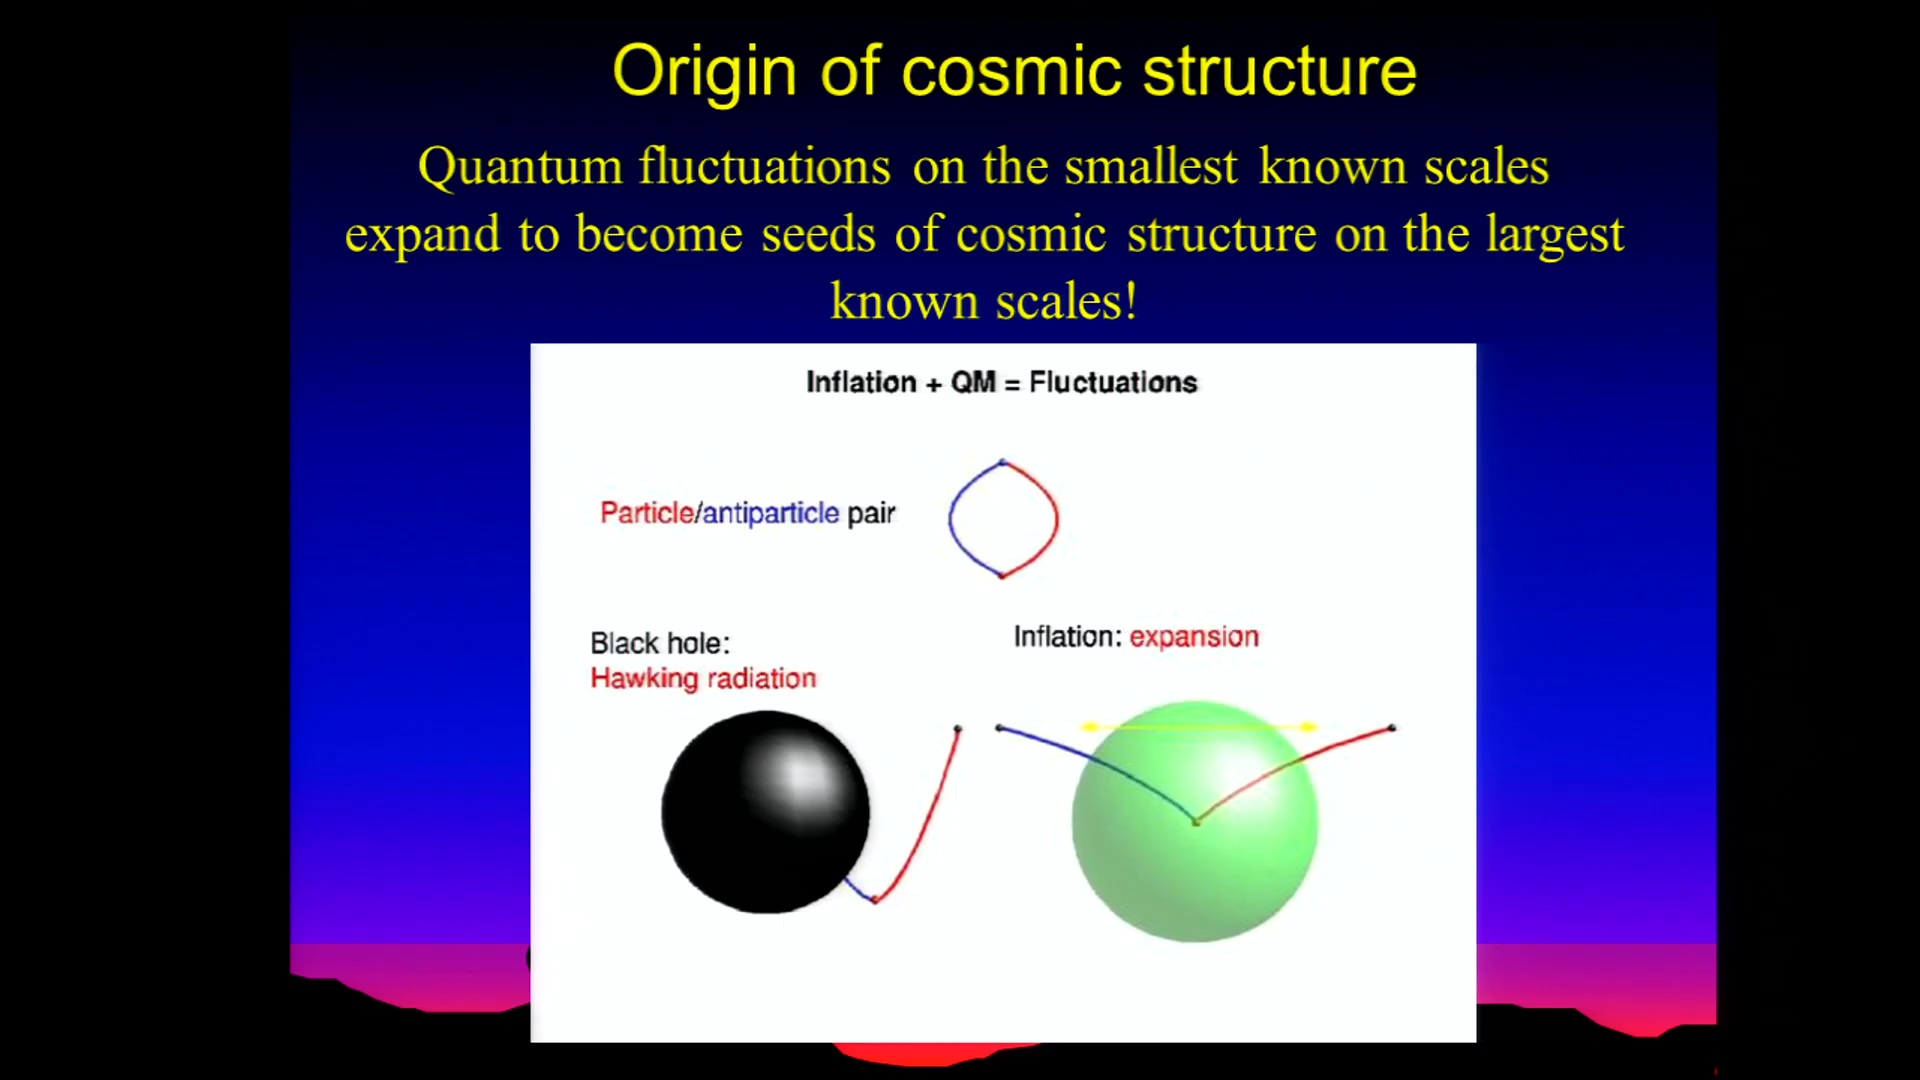 Origin of cosmic structure
Quantum fluctuations on the smallest known scales
expand to become seeds of cosmic structure on the largest
known scales!
Inflation + QM = Fluctuations
Particle/antiparticle pair
Black hole:
Hawking radiation
Inflation: expansion